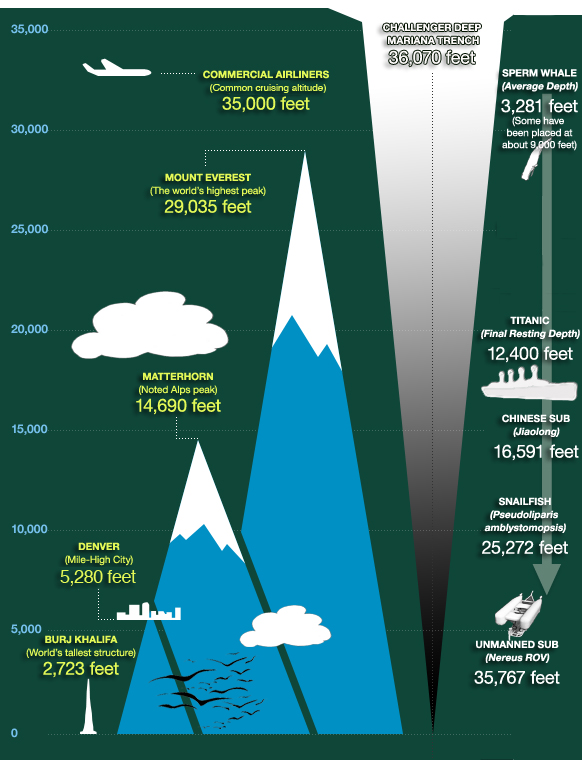 35,000
30,000
25,000
20,000
15,000
10,000
5,000
0
COMMERCIAL AIRLINERS
(Common cruising altitude)
35,000 feet
MOUNT EVEREST
(The world's highest peak)
29,035 feet
MATTERHORN
(Noted Alps peak)
14,690 feet
DENVER
(Mile-High City)
5,280 feet
BURJ KHALIFA
(World's tallest structure)
2,723 feet
CHALLENGER DEEP
MARIANA TRENCH
36,070 feet
SPERM WHALE
(Average Depth)
3,281 feet
(Some have
been placed at
about 9,000 feet)
TITANIC
(Final Resting Depth)
12,400 feet
CHINESE SUB
(Jiaolong)
16,591 feet
SNAILFISH
(Pseudoliparis
amblystomopsis)
25,272 feet
UNMANNED SUB
(Nereus ROV)
35,767 feet